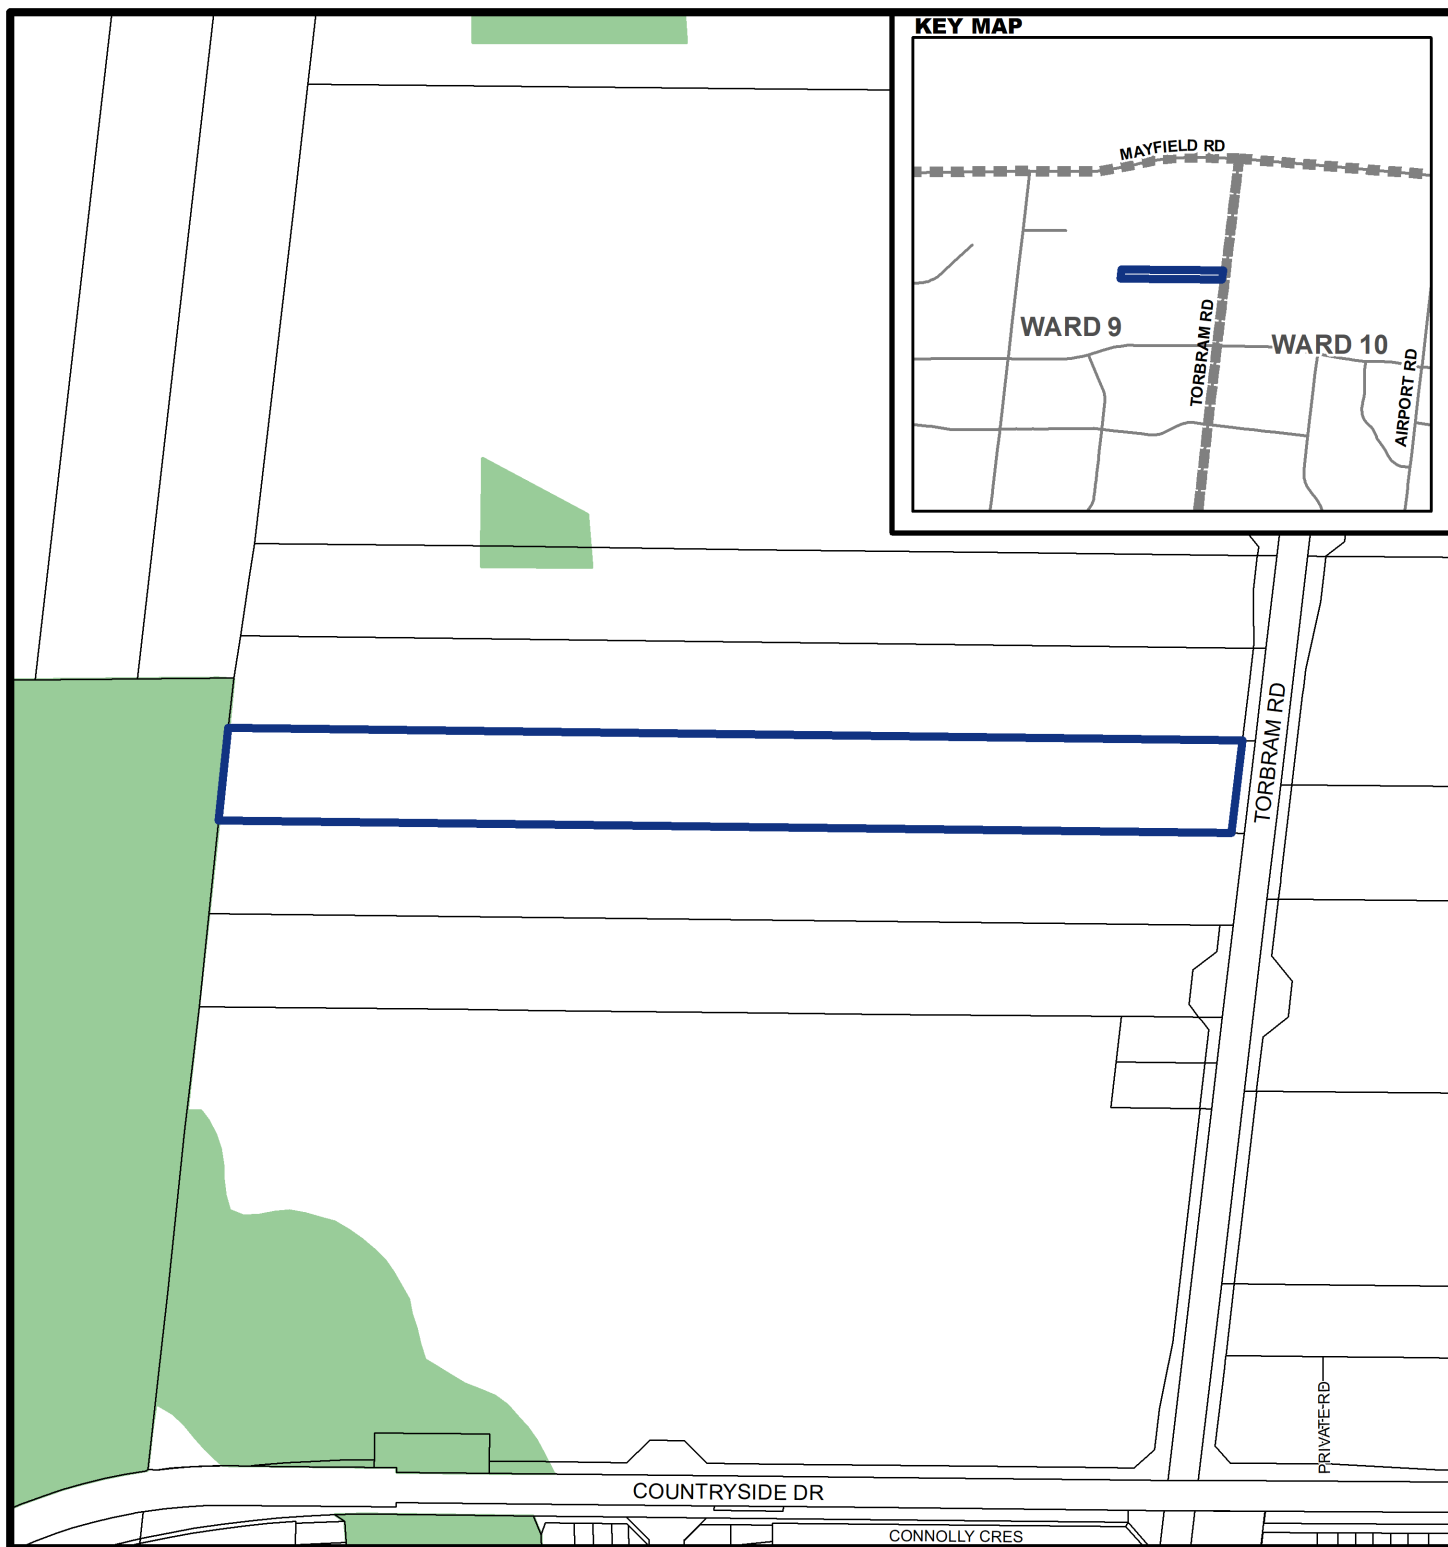 KEY MAP
MAYFIELD RD
WARD 9
TORBRAM RD
WARD 10
AIRPORT RD
TORBRAM RD
PRIVATE RD
COUNTRYSIDE DR
CONNOLLY CRES